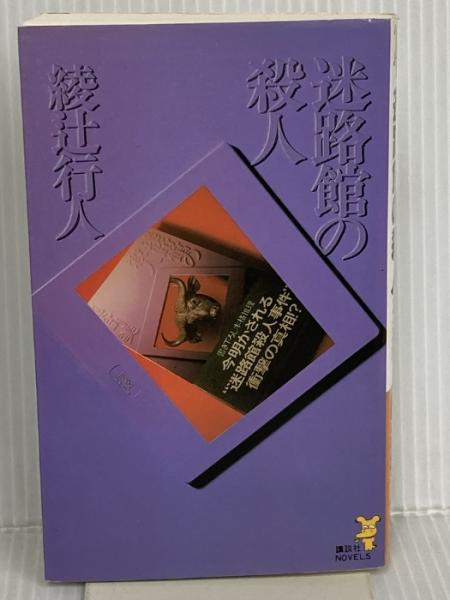 迷路館の
殺人
綾辻行人
今明かされる
…迷路館殺人事件
衝撃の真相!?
講談社
NOVELS